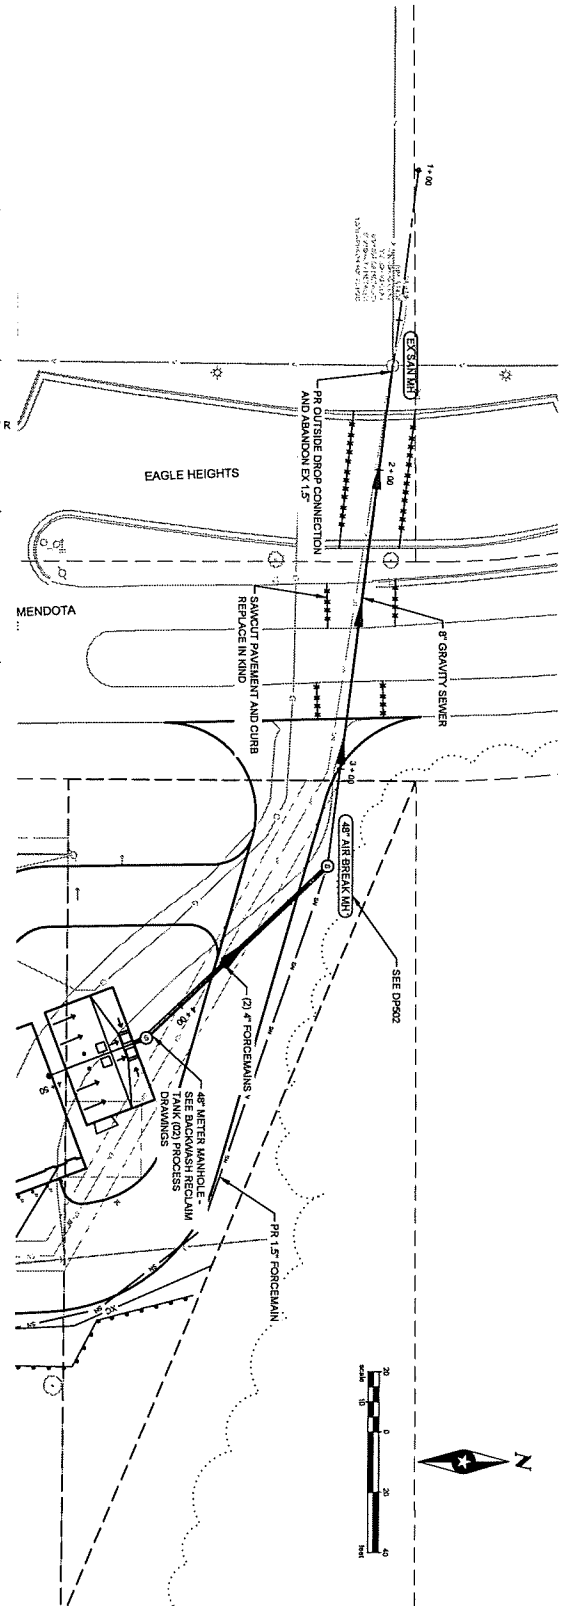 1+00
EX SAN MH
R
PR OUTSIDE DROP CONNECTION
AND ABANDON EX 1.5"
2+00
EAGLE HEIGHTS
MENDOTA
SAWCUT PAVEMENT AND CURB
REPLACE IN KIND
8" GRAVITY SEWER
3+00
48" AIR BREAK MH
SEE DP502
(2) 4" FORCEMAINS
4+00
48" METER MANHOLE -
SEE BACKWASH RECLAIM
TANK (02) PROCESS
DRAWINGS
PR 1.5" FORCEMAIN
20
10
0
20
40
scale
feet
N